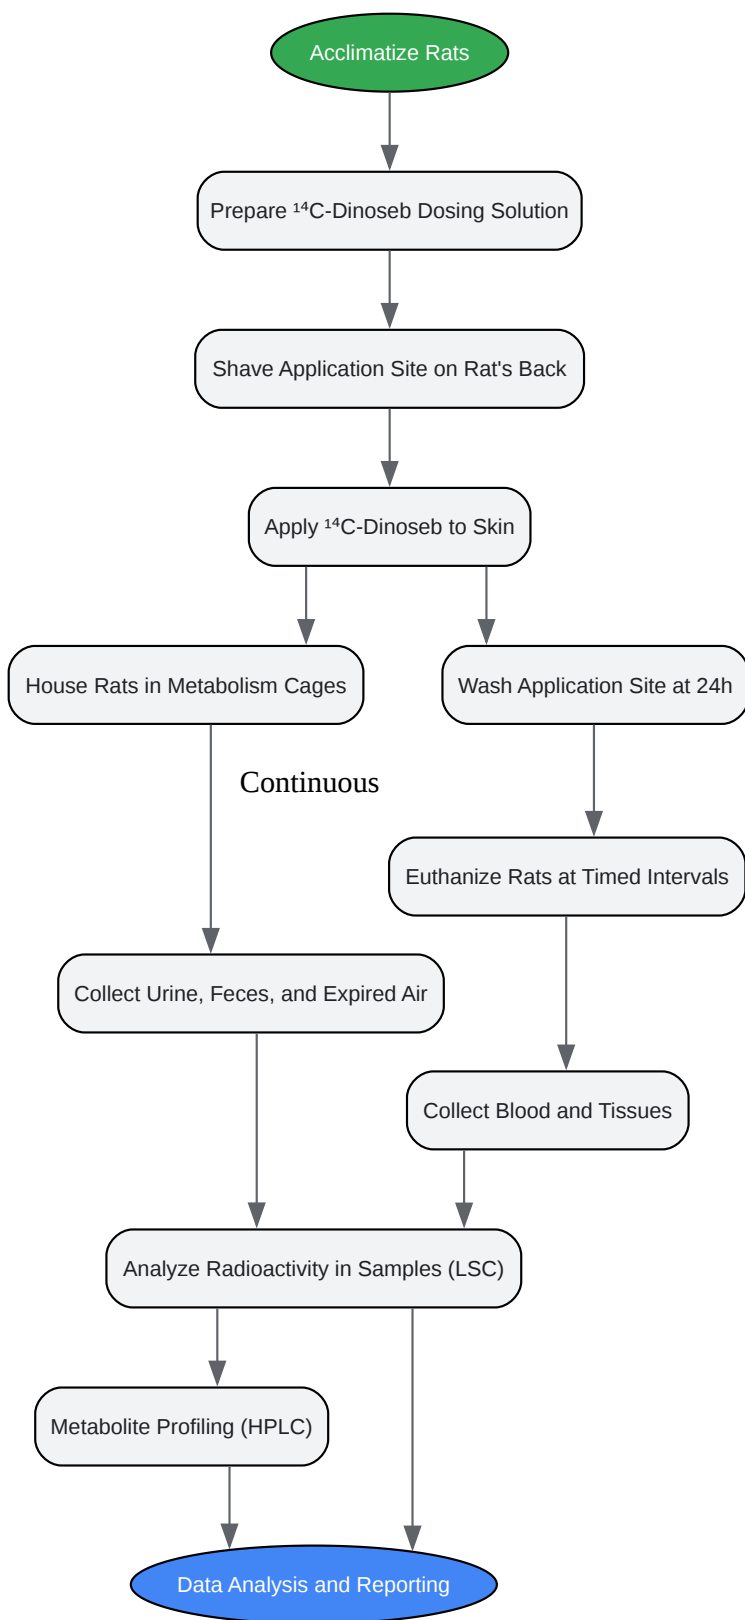 Acclimatize Rats
Prepare ¹⁴C-Dinoseb Dosing Solution
Shave Application Site on Rat's Back
Apply ¹⁴C-Dinoseb to Skin
House Rats in Metabolism Cages
Wash Application Site at 24h
Continuous
Euthanize Rats at Timed Intervals
Collect Urine, Feces, and Expired Air
Collect Blood and Tissues
Analyze Radioactivity in Samples (LSC)
Metabolite Profiling (HPLC)
Data Analysis and Reporting